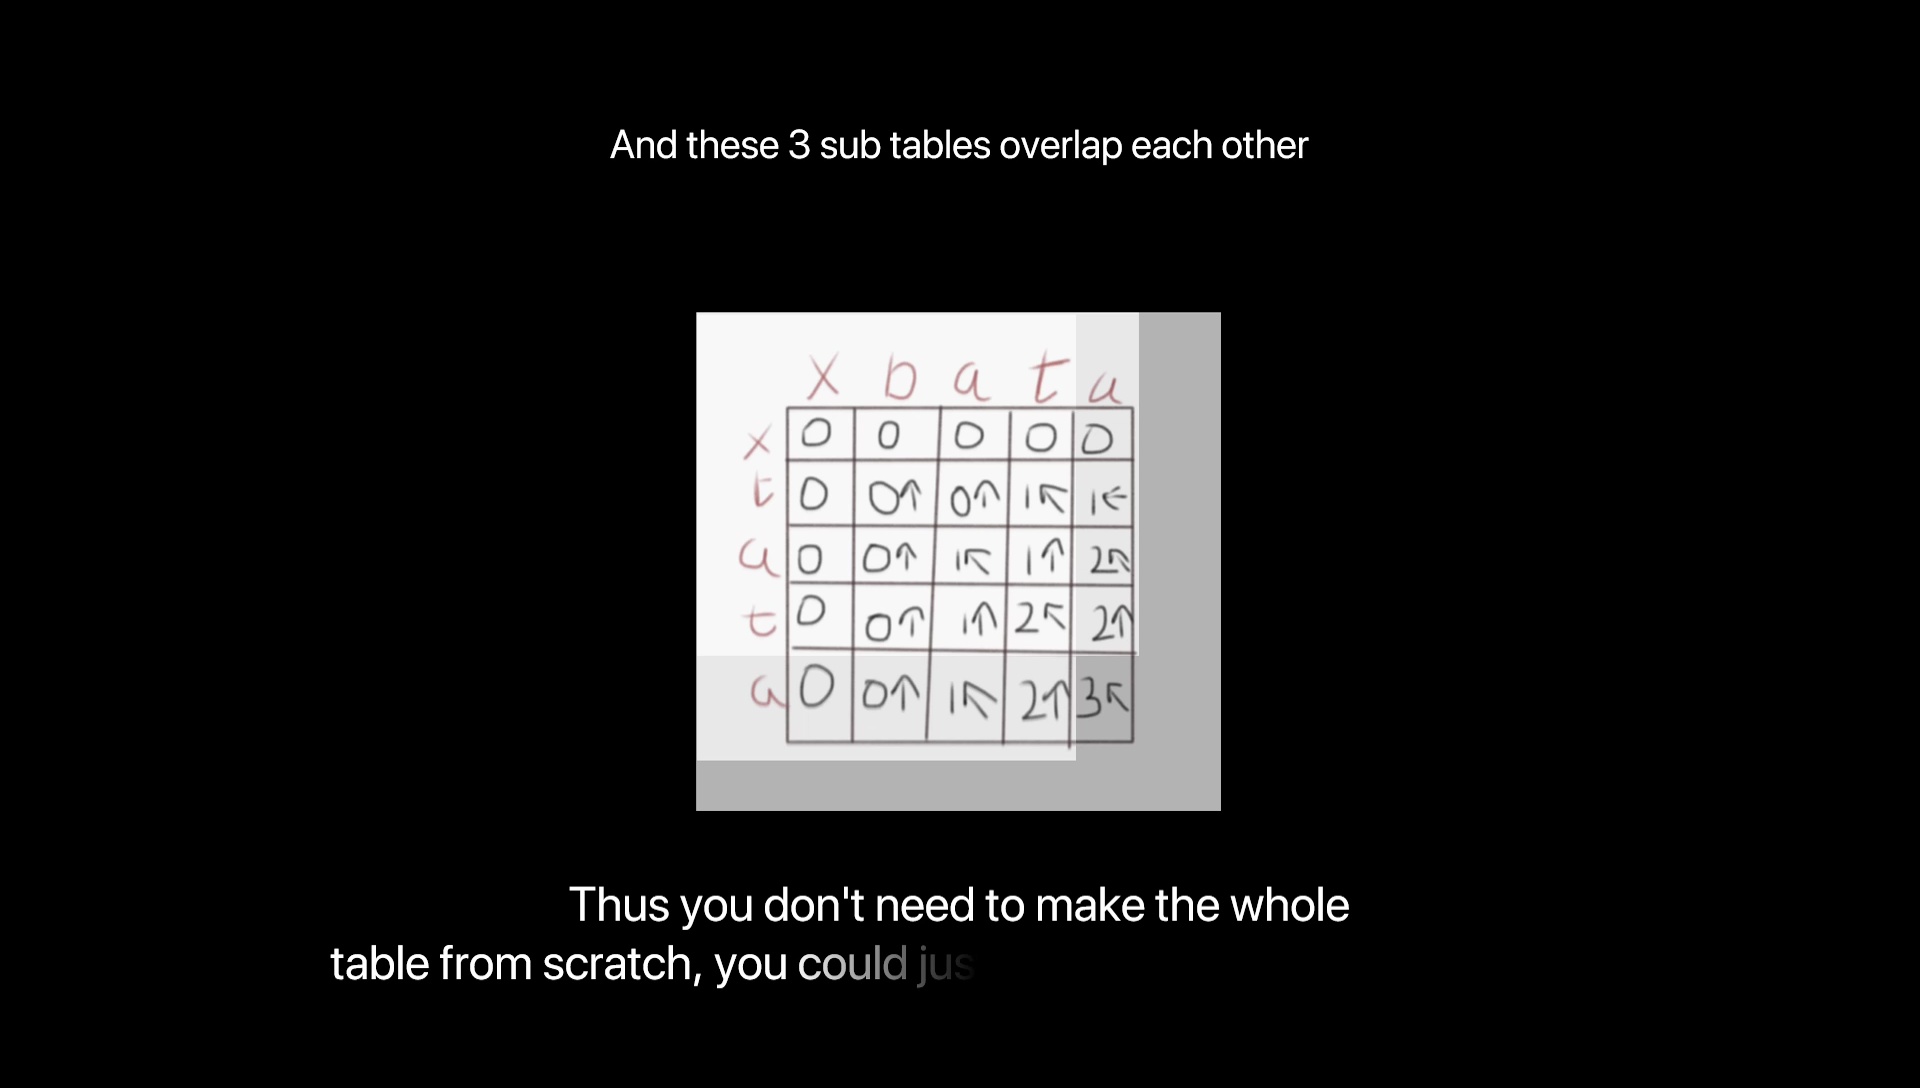 And these 3 sub tables overlap each other
x b a t a
x 0 0 0 0 0
t 0 0↑ 0↑ 1↖ 1←
a 0 0↑ 1↖ 1↑ 2↖
t 0 0↑ 1↑ 2↖ 2↑
a 0 0↑ 1↖ 2↑ 3↖
Thus you don't need to make the whole
table from scratch, you could jus